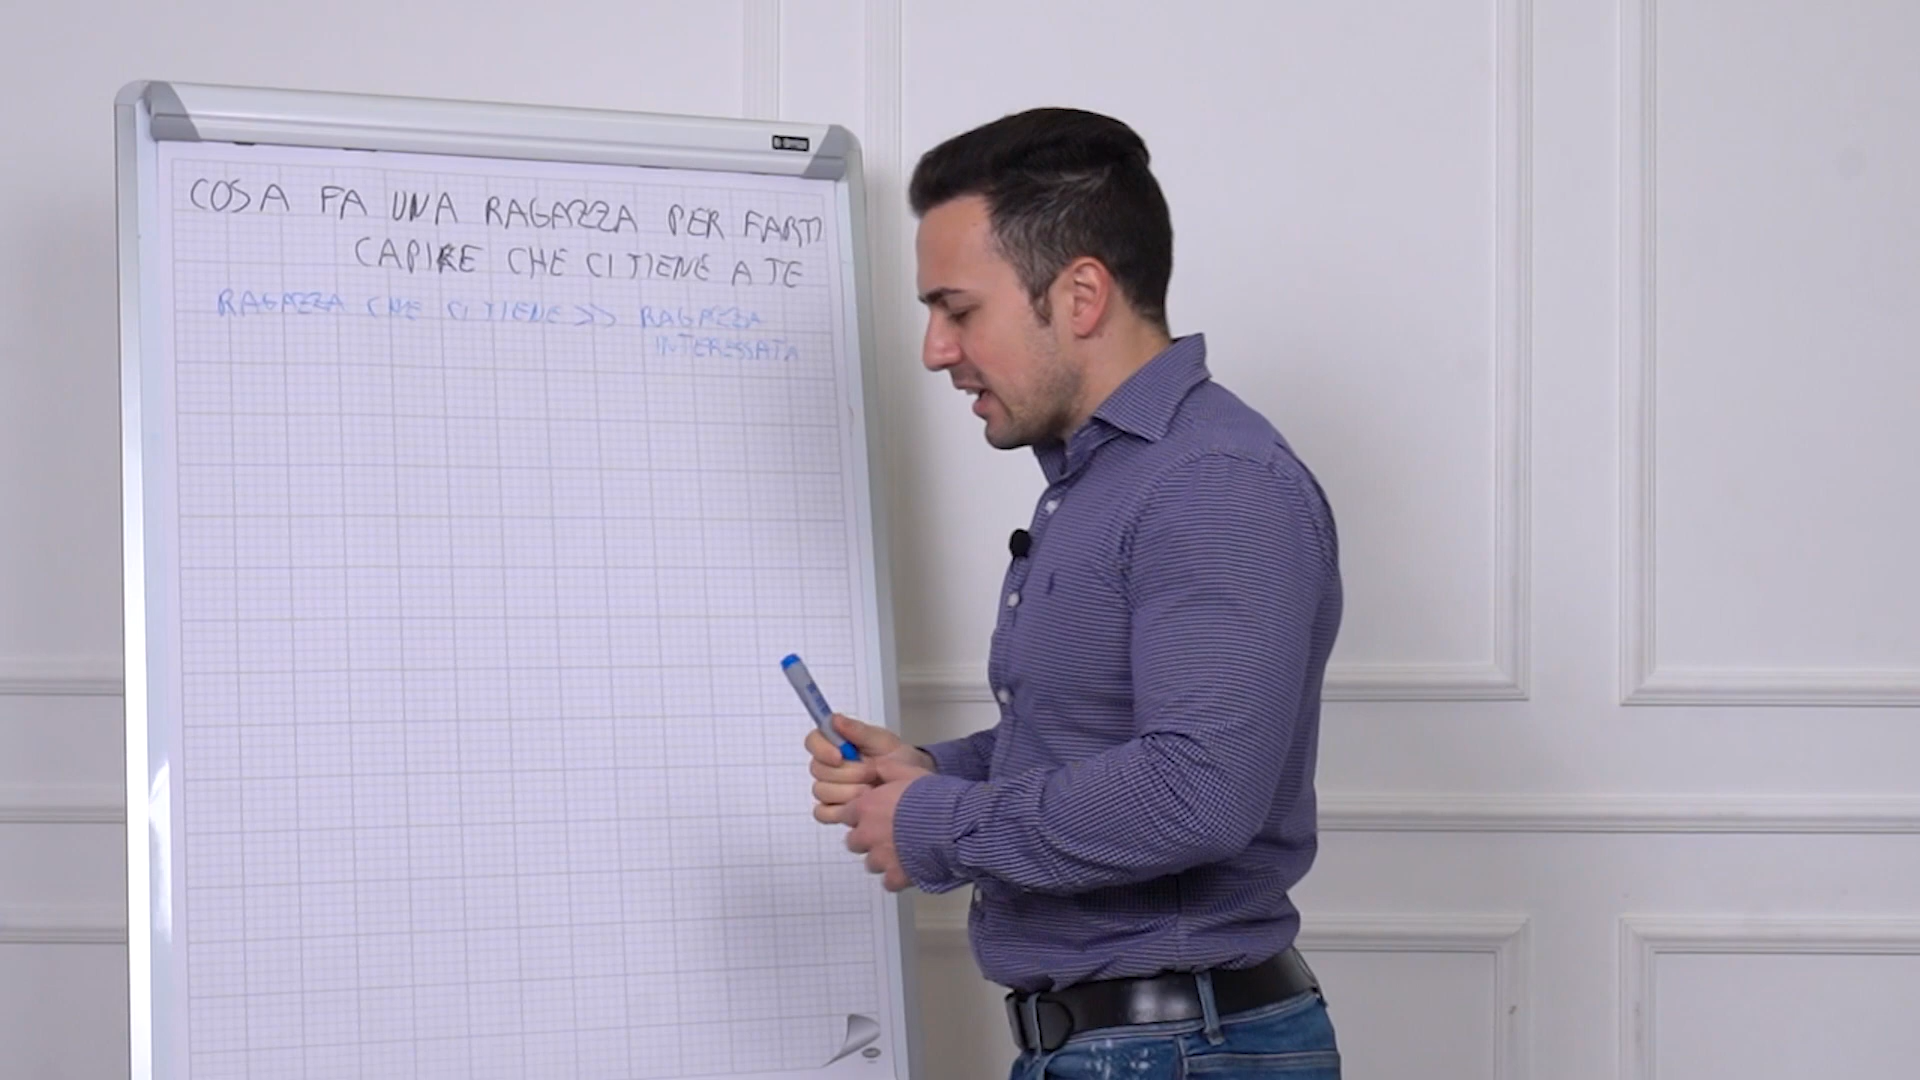 COSA FA UNA RAGAZZA PER FARTI
CAPIRE CHE CI TIENE A TE
RAGAZZA CHE CI TIENE >> RAGAZZA
INTERESSATA